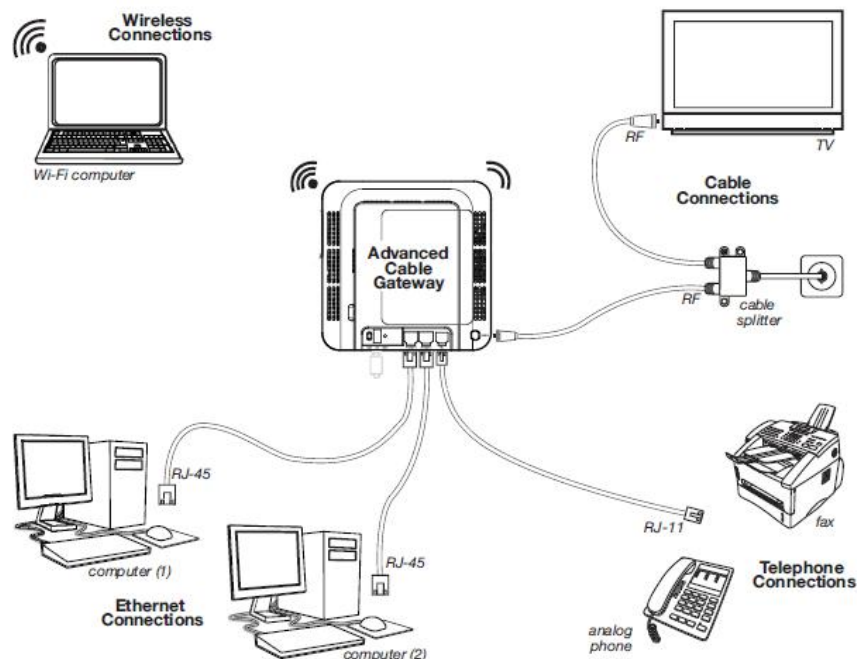 Wireless
Connections
Wi-Fi computer
RF
TV
Cable
Connections
Advanced
Cable
Gateway
RF
cable
splitter
RJ-45
computer (1)
RJ-45
computer (2)
Ethernet
Connections
RJ-11
fax
Telephone
Connections
analog
phone